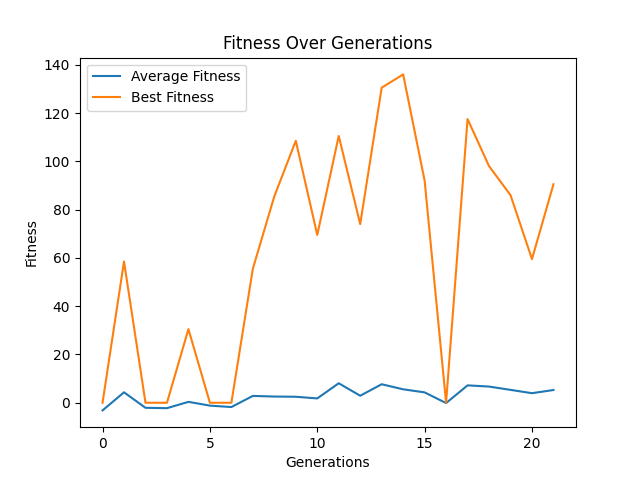 Fitness Over Generations
Average Fitness
Best Fitness
140
120
100
80
60
40
20
0
Fitness
0 5 10 15 20
Generations